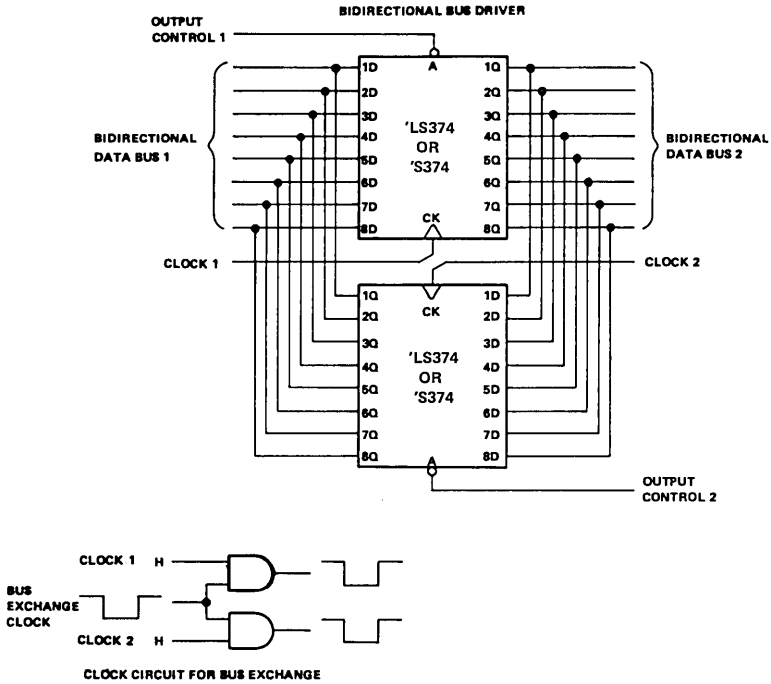 BIDIRECTIONAL BUS DRIVER
OUTPUT
CONTROL 1
A
1D
2D
3D
4D
5D
6D
7D
8D
'LS374
OR
'S374
CK
1Q
2Q
3Q
4Q
5Q
6Q
7Q
8Q
BIDIRECTIONAL
DATA BUS 1
BIDIRECTIONAL
DATA BUS 2
CLOCK 1
CLOCK 2
1Q
2Q
3Q
4Q
5Q
6Q
7Q
8Q
CK
'LS374
OR
'S374
A
1D
2D
3D
4D
5D
6D
7D
8D
OUTPUT
CONTROL 2
CLOCK 1 H
BUS
EXCHANGE
CLOCK
CLOCK 2 H
CLOCK CIRCUIT FOR BUS EXCHANGE